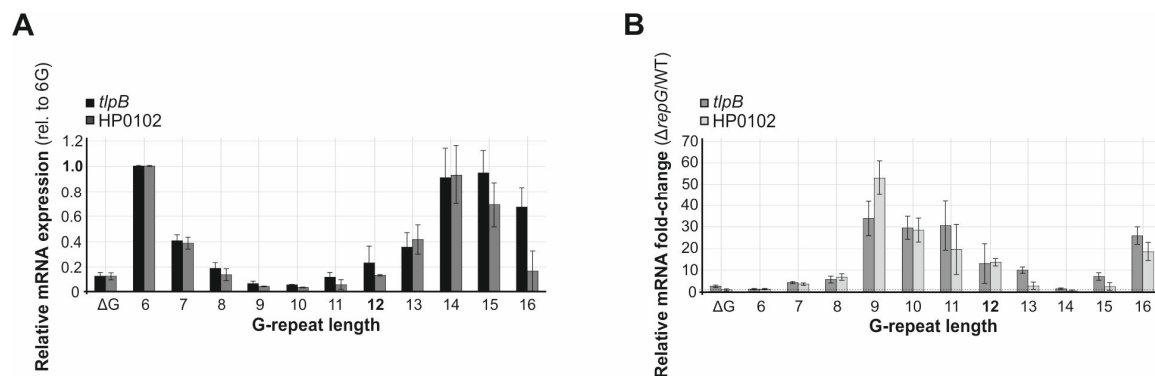 A
Relative mRNA expression (rel. to 6G)
tlpB
HP0102
1.2
1.0
0.8
0.6
0.4
0.2
0
ΔG 6 7 8 9 10 11 12 13 14 15 16
G-repeat length
B
Relative mRNA fold-change (ΔrepG/WT)
tlpB
HP0102
70
60
50
40
30
20
10
0
ΔG 6 7 8 9 10 11 12 13 14 15 16
G-repeat length